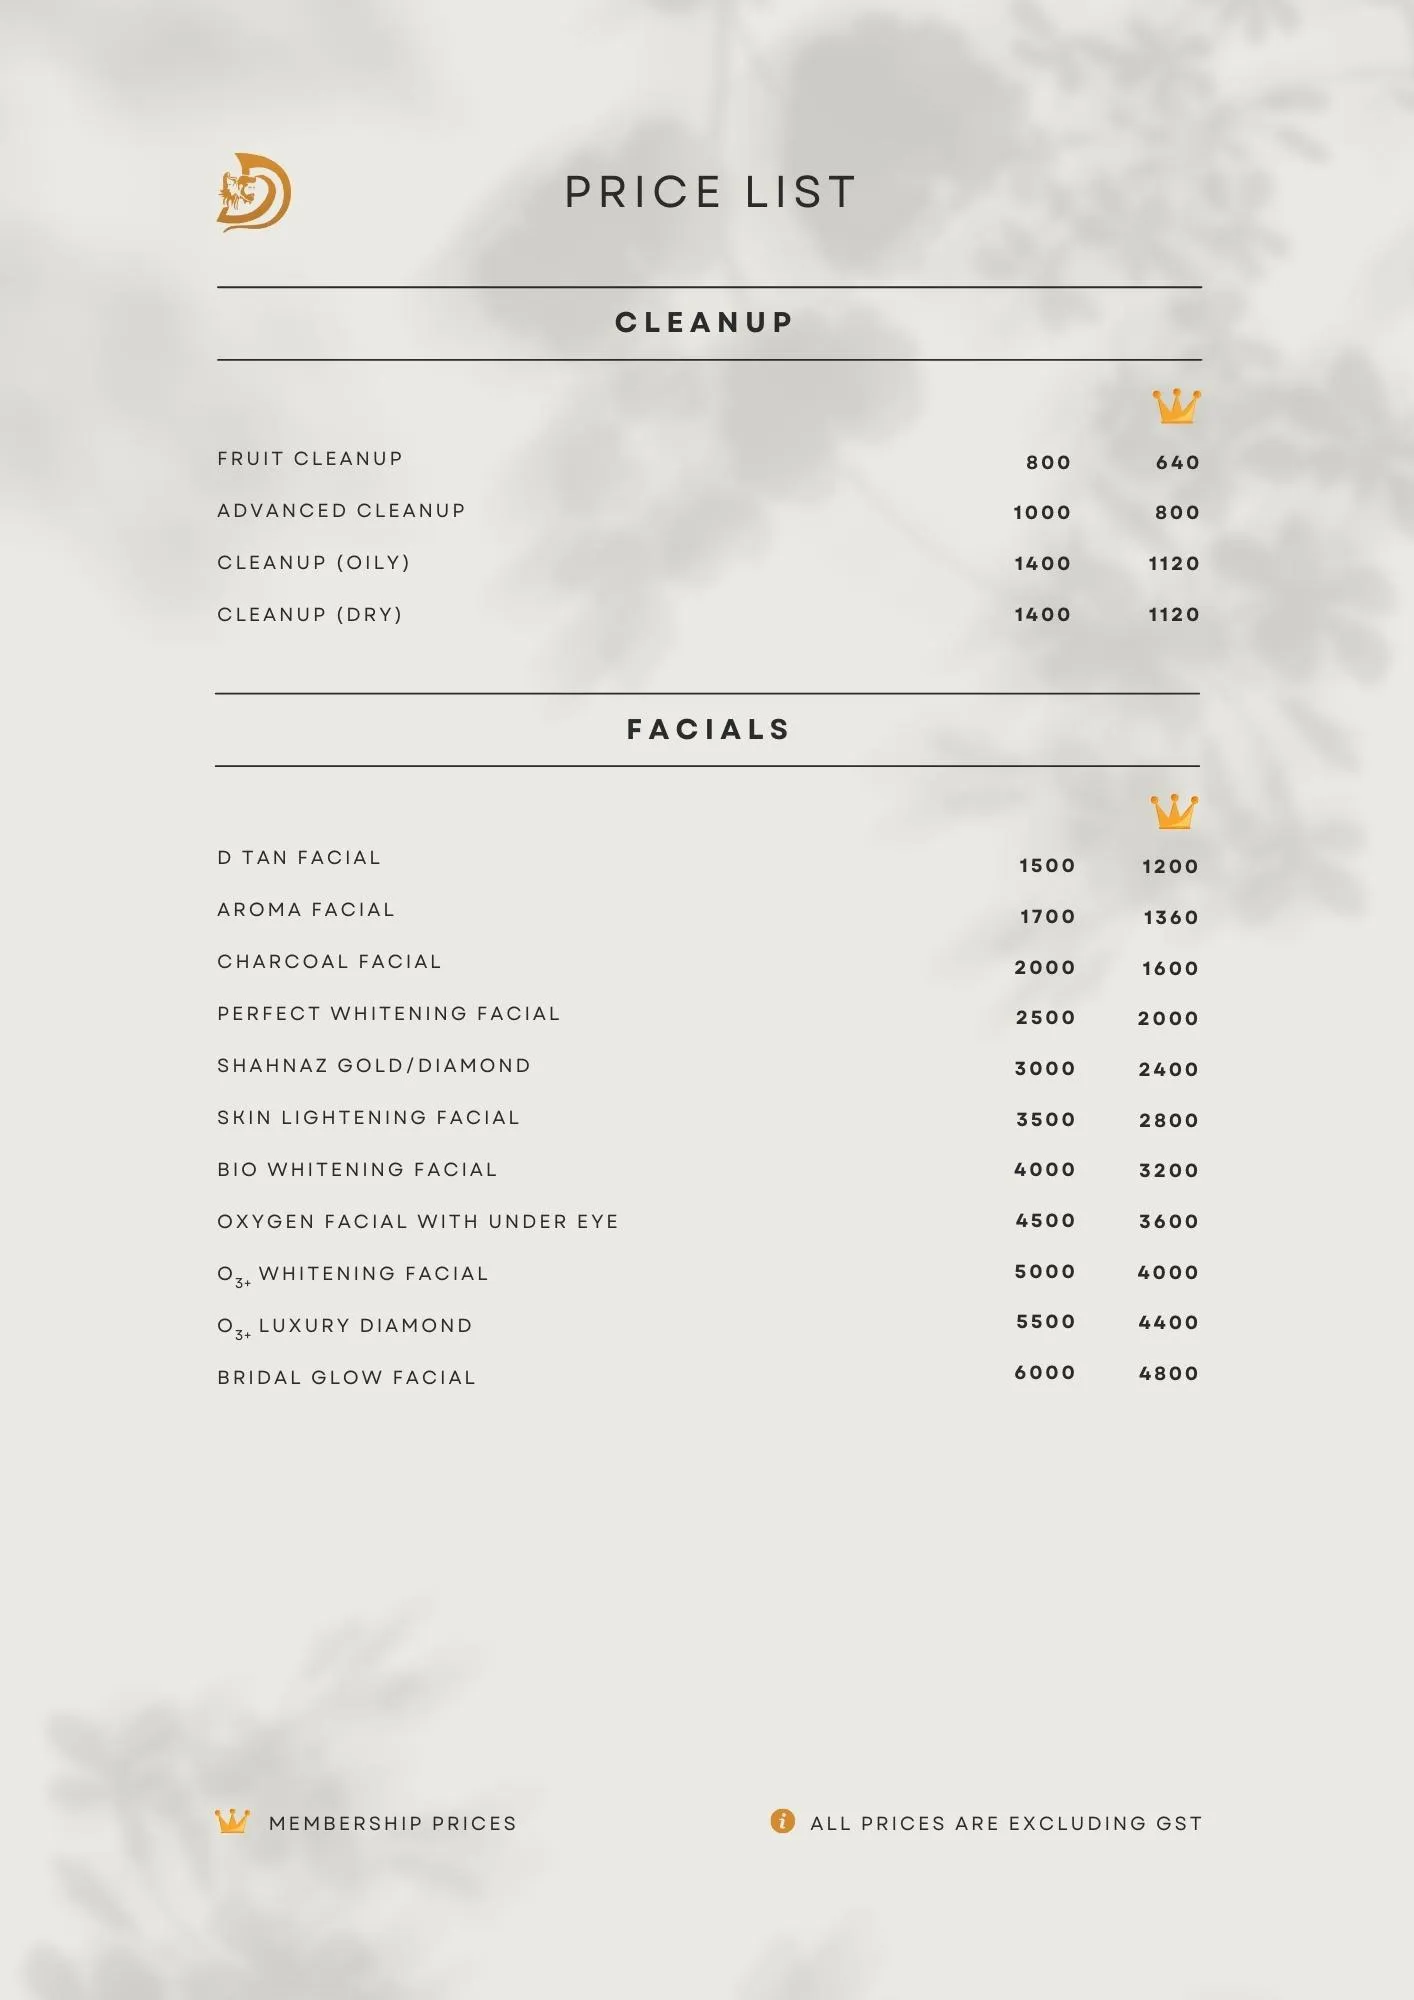 PRICE LIST
CLEANUP
FRUIT CLEANUP 800 640
ADVANCED CLEANUP 1000 800
CLEANUP (OILY) 1400 1120
CLEANUP (DRY) 1400 1120
FACIALS
D TAN FACIAL 1500 1200
AROMA FACIAL 1700 1360
CHARCOAL FACIAL 2000 1600
PERFECT WHITENING FACIAL 2500 2000
SHAHNAZ GOLD/DIAMOND 3000 2400
SKIN LIGHTENING FACIAL 3500 2800
BIO WHITENING FACIAL 4000 3200
OXYGEN FACIAL WITH UNDER EYE 4500 3600
O₃₊ WHITENING FACIAL 5000 4000
O₃₊ LUXURY DIAMOND 5500 4400
BRIDAL GLOW FACIAL 6000 4800
MEMBERSHIP PRICES
i ALL PRICES ARE EXCLUDING GST